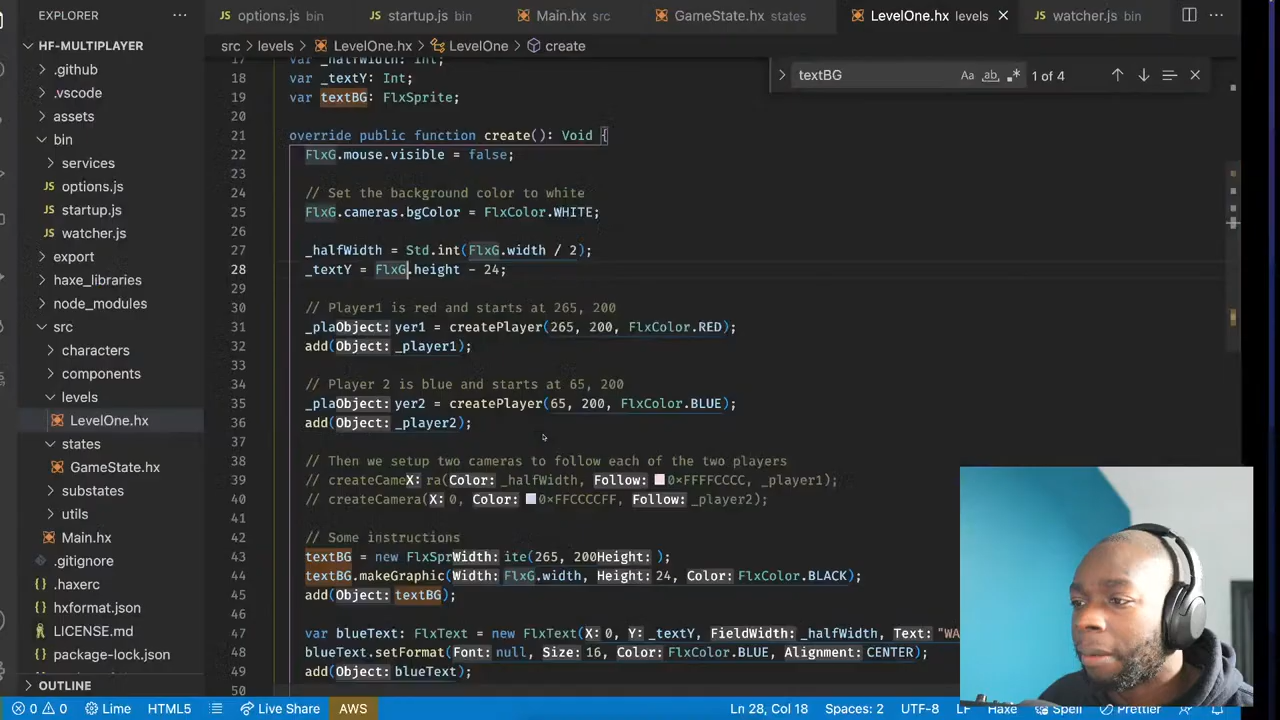 EXPLORER
options.js bin
startup.js bin
Main.hx src
GameState.hx states
LevelOne.hx levels
watcher.js bin
HF-MULTIPLAYER
.github
.vscode
assets
bin
services
options.js
startup.js
watcher.js
export
haxe_libraries
node_modules
src
characters
components
levels
LevelOne.hx
states
GameState.hx
substates
utils
Main.hx
.gitignore
.haxerc
hxformat.json
LICENSE.md
package-lock.json
OUTLINE
src > levels > LevelOne.hx > LevelOne > create
textBG
Aa ab .* 1 of 4
17 var _halfWidth: Int;
18 var _textY: Int;
19 var textBG: FlxSprite;
20
21 override public function create(): Void {
22 FlxG.mouse.visible = false;
23
24 // Set the background color to white
25 FlxG.cameras.bgColor = FlxColor.WHITE;
26
27 _halfWidth = Std.int(FlxG.width / 2);
28 _textY = FlxG.height - 24;
29
30 // Player1 is red and starts at 265, 200
31 _plaObject: yer1 = createPlayer(265, 200, FlxColor.RED);
32 add(Object: _player1);
33
34 // Player 2 is blue and starts at 65, 200
35 _plaObject: yer2 = createPlayer(65, 200, FlxColor.BLUE);
36 add(Object: _player2);
37
38 // Then we setup two cameras to follow each of the two players
39 // createCameX: ra(Color: _halfWidth, Follow: 0xFFFFCCCC, _player1);
40 // createCamera(X: 0, Color: 0xFFCCCCFF, Follow: _player2);
41
42 // Some instructions
43 textBG = new FlxSprWidth: ite(265, 200Height: );
44 textBG.makeGraphic(Width: FlxG.width, Height: 24, Color: FlxColor.BLACK);
45 add(Object: textBG);
46
47 var blueText: FlxText = new FlxText(X: 0, Y: _textY, FieldWidth: _halfWidth, Text: "WA
48 blueText.setFormat(Font: null, Size: 16, Color: FlxColor.BLUE, Alignment: CENTER);
49 add(Object: blueText);
50
0 0 Lime HTML5 Live Share AWS Ln 28, Col 18 Spaces: 2 UTF-8 LF Haxe Spell Prettier